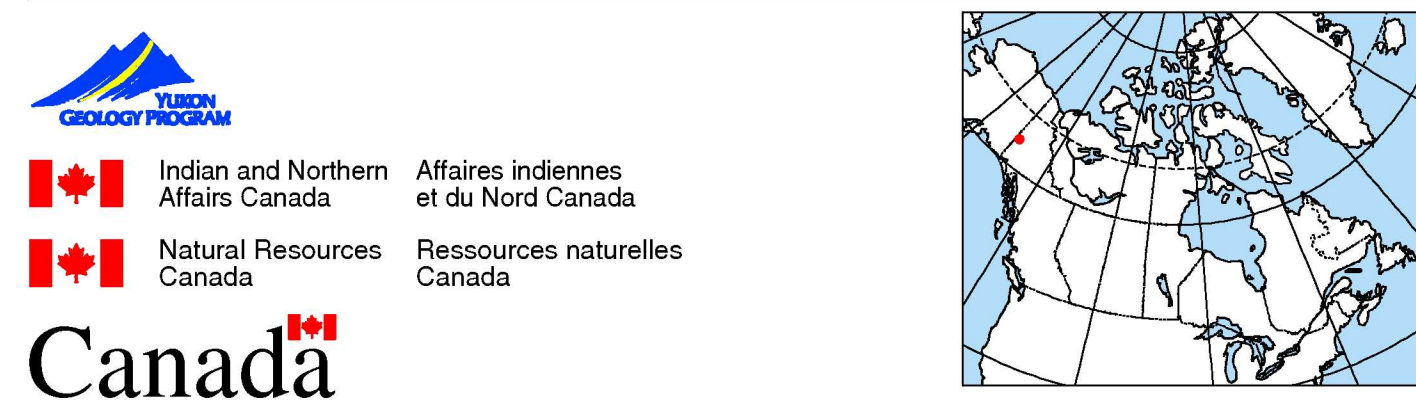 YUKON
GEOLOGY PROGRAM
Indian and Northern
Affairs Canada
Affaires indiennes
et du Nord Canada
Natural Resources
Canada
Ressources naturelles
Canada
Canada